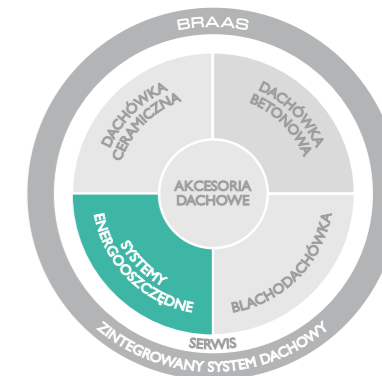 BRAAS
DACHÓWKA
CERAMICZNA
DACHÓWKA
BETONOWA
AKCESORIA
DACHOWE
SYSTEMY
ENERGOOSZCZĘDNE
BLACHODACHÓWKA
SERWIS
ZINTEGROWANY SYSTEM DACHOWY